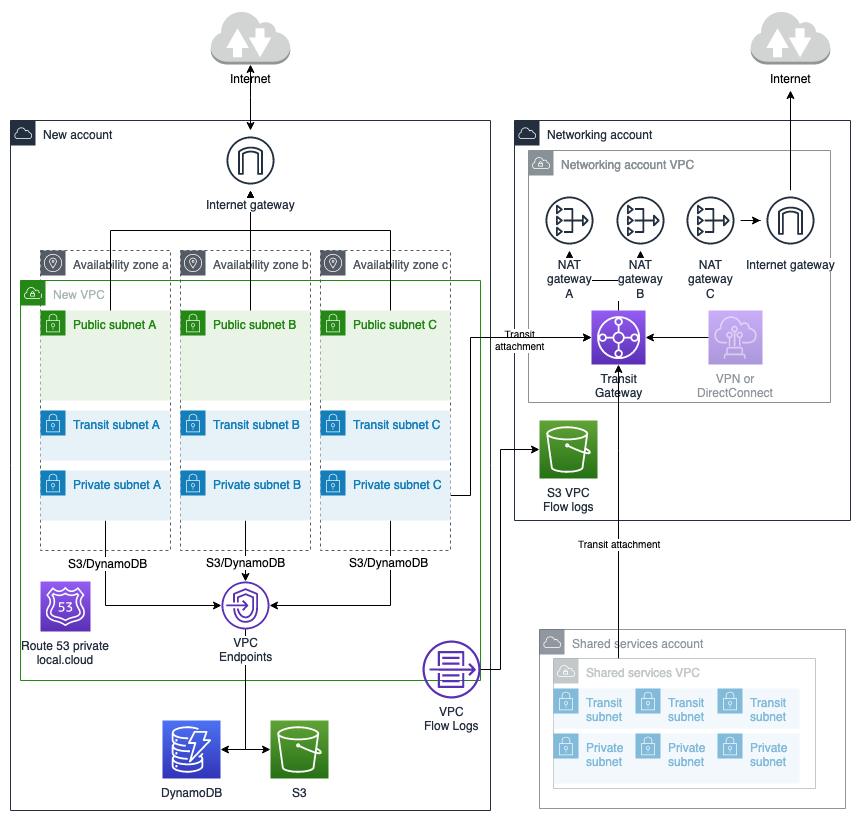 Internet
Internet
New account
Internet gateway
Availability zone a
Availability zone b
Availability zone c
New VPC
Public subnet A
Public subnet B
Public subnet C
Transit subnet A
Transit subnet B
Transit subnet C
Private subnet A
Private subnet B
Private subnet C
S3/DynamoDB
S3/DynamoDB
S3/DynamoDB
53
Route 53 private
local.cloud
VPC
Endpoints
VPC
Flow Logs
DynamoDB
S3
Networking account
Networking account VPC
NAT
gateway
A
NAT
gateway
B
NAT
gateway
C
Internet gateway
Transit
attachment
Transit
Gateway
VPN or
DirectConnect
S3 VPC
Flow logs
Transit attachment
Shared services account
Shared services VPC
Transit
subnet
Transit
subnet
Transit
subnet
Private
subnet
Private
subnet
Private
subnet